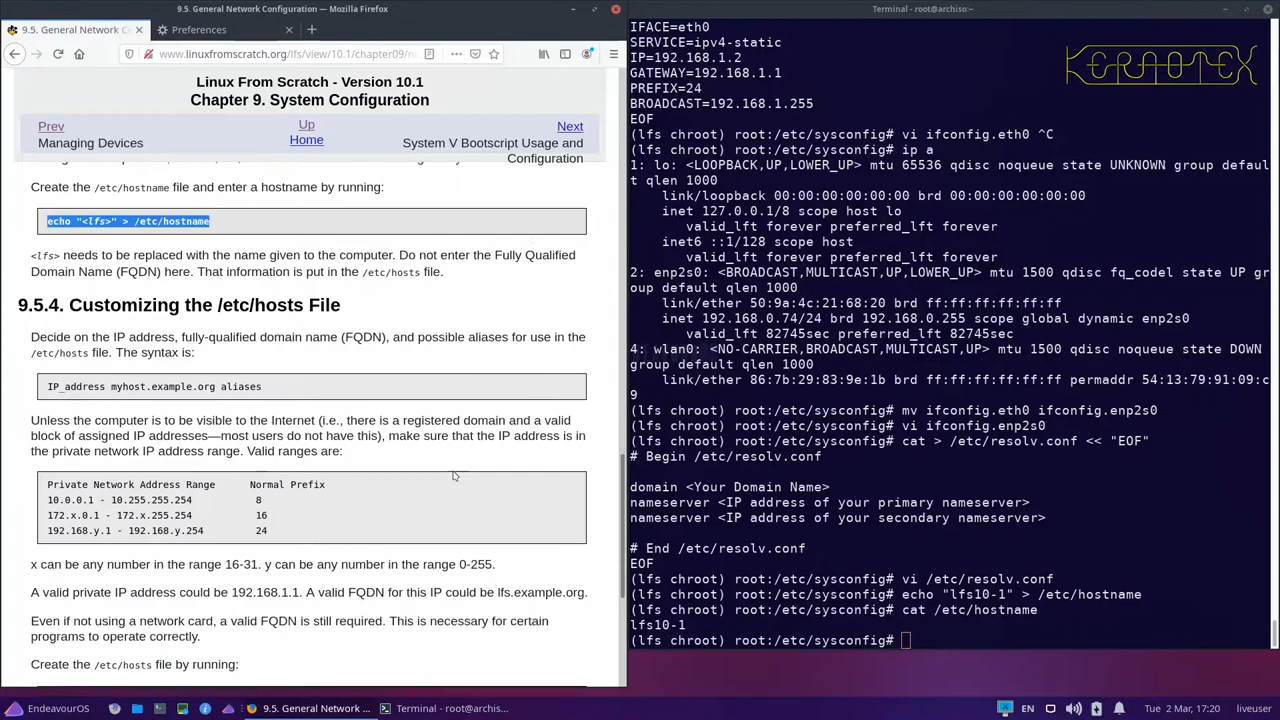 9.5. General Network Configuration — Mozilla Firefox
9.5. General Network C
Preferences
www.linuxfromscratch.org/lfs/view/10.1/chapter09/n
Linux From Scratch - Version 10.1
Chapter 9. System Configuration
Prev
Up
Next
Managing Devices
Home
System V Bootscript Usage and
Configuration
Create the /etc/hostname file and enter a hostname by running:
echo "<lfs>" > /etc/hostname
<lfs> needs to be replaced with the name given to the computer. Do not enter the Fully Qualified
Domain Name (FQDN) here. That information is put in the /etc/hosts file.
9.5.4. Customizing the /etc/hosts File
Decide on the IP address, fully-qualified domain name (FQDN), and possible aliases for use in the
/etc/hosts file. The syntax is:
IP_address myhost.example.org aliases
Unless the computer is to be visible to the Internet (i.e., there is a registered domain and a valid
block of assigned IP addresses—most users do not have this), make sure that the IP address is in
the private network IP address range. Valid ranges are:
Private Network Address Range Normal Prefix
10.0.0.1 - 10.255.255.254 8
172.x.0.1 - 172.x.255.254 16
192.168.y.1 - 192.168.y.254 24
x can be any number in the range 16-31. y can be any number in the range 0-255.
A valid private IP address could be 192.168.1.1. A valid FQDN for this IP could be lfs.example.org.
Even if not using a network card, a valid FQDN is still required. This is necessary for certain
programs to operate correctly.
Create the /etc/hosts file by running:
Terminal - root@archiso:~
KERNOTEX
IFACE=eth0
SERVICE=ipv4-static
IP=192.168.1.2
GATEWAY=192.168.1.1
PREFIX=24
BROADCAST=192.168.1.255
EOF
(lfs chroot) root:/etc/sysconfig# vi ifconfig.eth0 ^C
(lfs chroot) root:/etc/sysconfig# ip a
1: lo: <LOOPBACK,UP,LOWER_UP> mtu 65536 qdisc noqueue state UNKNOWN group defaul
t qlen 1000
link/loopback 00:00:00:00:00:00 brd 00:00:00:00:00:00
inet 127.0.0.1/8 scope host lo
valid_lft forever preferred_lft forever
inet6 ::1/128 scope host
valid_lft forever preferred_lft forever
2: enp2s0: <BROADCAST,MULTICAST,UP,LOWER_UP> mtu 1500 qdisc fq_codel state UP gr
oup default qlen 1000
link/ether 50:9a:4c:21:68:20 brd ff:ff:ff:ff:ff:ff
inet 192.168.0.74/24 brd 192.168.0.255 scope global dynamic enp2s0
valid_lft 82745sec preferred_lft 82745sec
4: wlan0: <NO-CARRIER,BROADCAST,MULTICAST,UP> mtu 1500 qdisc noqueue state DOWN
group default qlen 1000
link/ether 86:7b:29:83:9e:1b brd ff:ff:ff:ff:ff:ff permaddr 54:13:79:91:09:c
9
(lfs chroot) root:/etc/sysconfig# mv ifconfig.eth0 ifconfig.enp2s0
(lfs chroot) root:/etc/sysconfig# vi ifconfig.enp2s0
(lfs chroot) root:/etc/sysconfig# cat > /etc/resolv.conf << "EOF"
# Begin /etc/resolv.conf
domain <Your Domain Name>
nameserver <IP address of your primary nameserver>
nameserver <IP address of your secondary nameserver>
# End /etc/resolv.conf
EOF
(lfs chroot) root:/etc/sysconfig# vi /etc/resolv.conf
(lfs chroot) root:/etc/sysconfig# echo "lfs10-1" > /etc/hostname
(lfs chroot) root:/etc/sysconfig# cat /etc/hostname
lfs10-1
(lfs chroot) root:/etc/sysconfig#
EndeavourOS
9.5. General Network ...
Terminal - root@archis...
EN
Tue 2 Mar, 17:20
liveuser